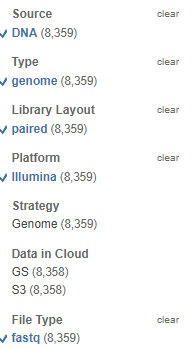 Source clear
DNA (8,359)
Type clear
genome (8,359)
Library Layout clear
paired (8,359)
Platform clear
Illumina (8,359)
Strategy
Genome (8,359)
Data in Cloud
GS (8,358)
S3 (8,358)
File Type clear
fastq (8,359)